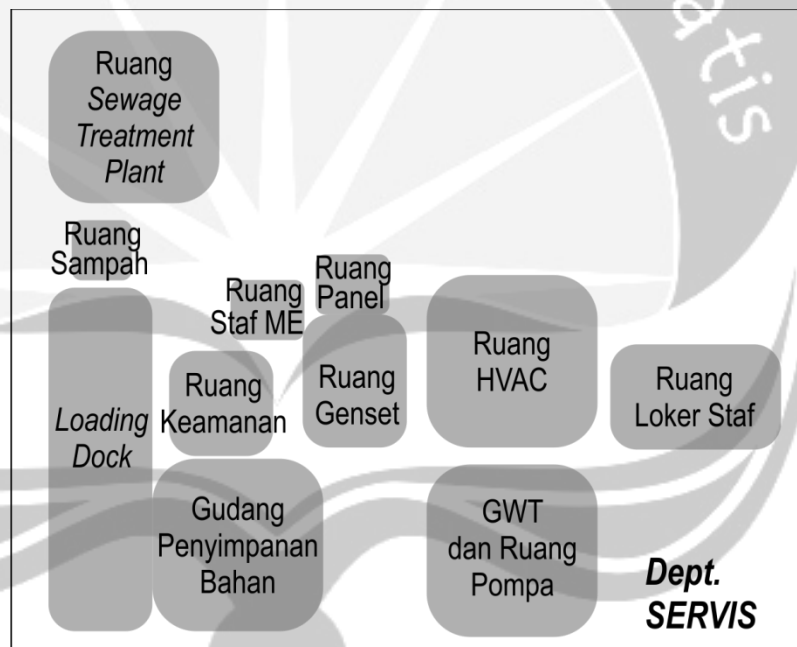 Ruang
Sewage
Treatment
Plant
Ruang
Sampah
Ruang
Staf ME
Ruang
Panel
Ruang
HVAC
Ruang
Loker Staf
Ruang
Keamanan
Ruang
Genset
Loading
Dock
Gudang
Penyimpanan
Bahan
GWT
dan Ruang
Pompa
Dept.
SERVIS
atis